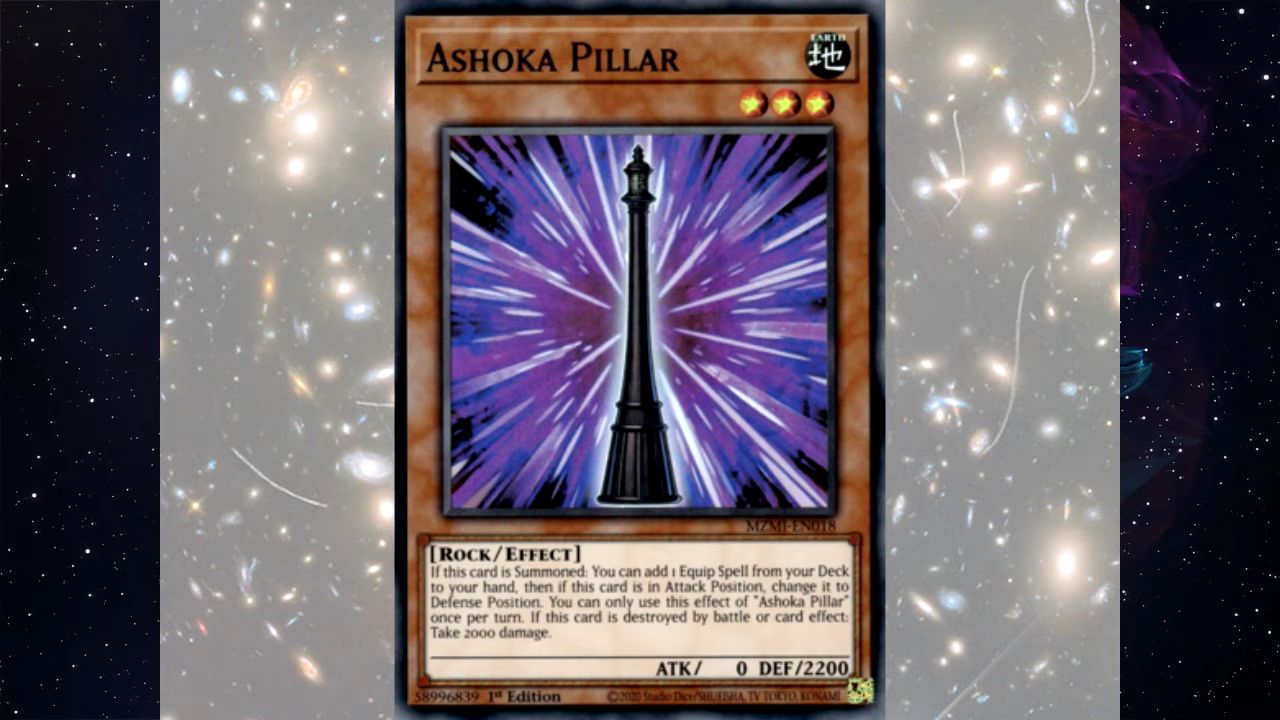 ASHOKA PILLAR
EARTH
地
MZMI-EN018
[ROCK/EFFECT]
If this card is Summoned: You can add 1 Equip Spell from your Deck
to your hand, then if this card is in Attack Position, change it to
Defense Position. You can only use this effect of "Ashoka Pillar"
once per turn. If this card is destroyed by battle or card effect:
Take 2000 damage.
ATK/ 0 DEF/2200
58996839 1st Edition ©2020 Studio Dice/SHUEISHA, TV TOKYO, KONAMI